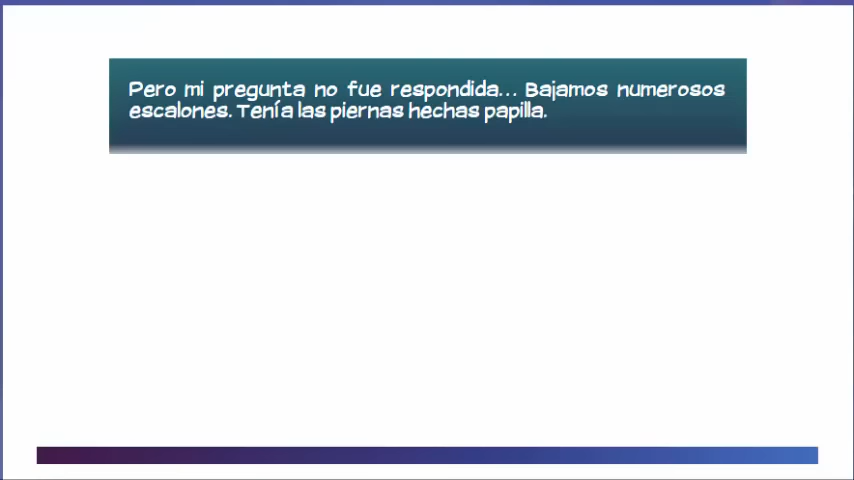 Pero mi pregunta no fue respondida... Bajamos numerosos
escalones. Tenía las piernas hechas papilla.